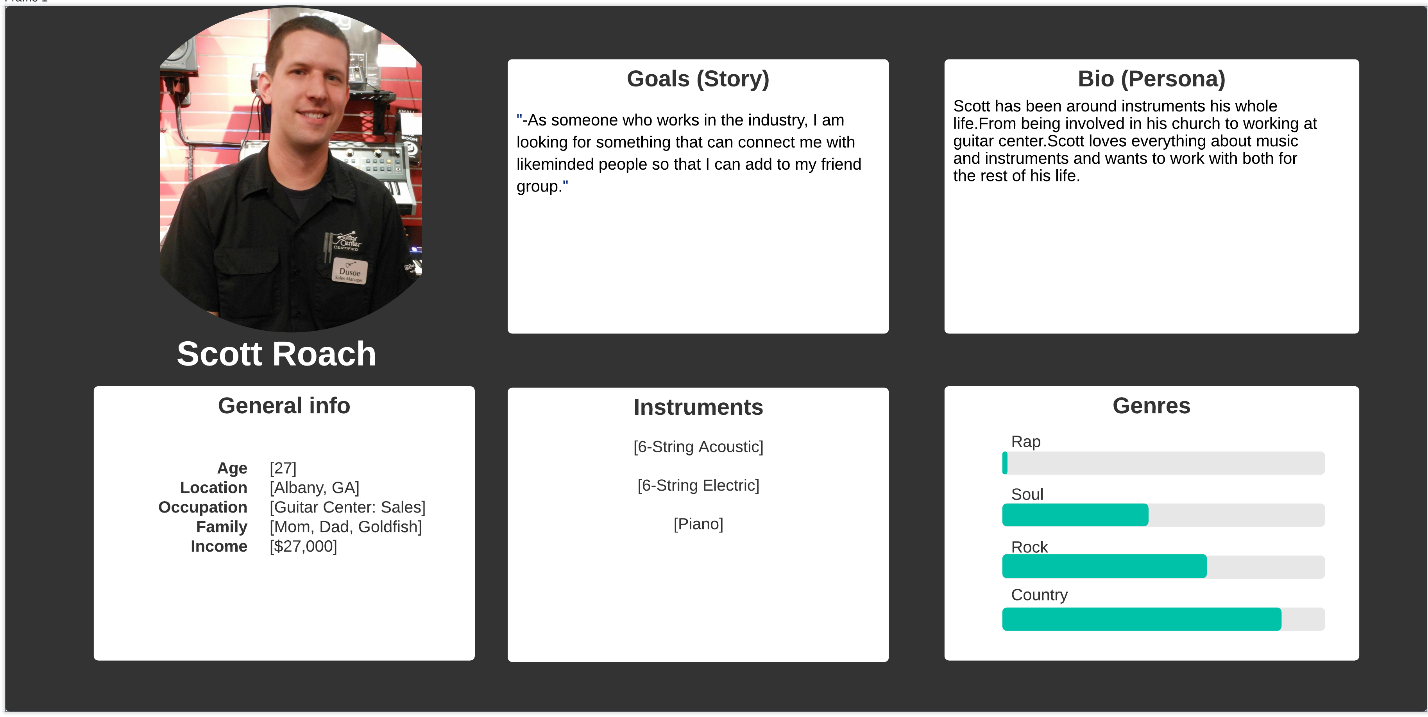 Scott Roach
Goals (Story)
"-As someone who works in the industry, I am
looking for something that can connect me with
likeminded people so that I can add to my friend
group."
Bio (Persona)
Scott has been around instruments his whole
life.From being involved in his church to working at
guitar center.Scott loves everything about music
and instruments and wants to work with both for
the rest of his life.
General info
Age [27]
Location [Albany, GA]
Occupation [Guitar Center: Sales]
Family [Mom, Dad, Goldfish]
Income [$27,000]
Instruments
[6-String Acoustic]
[6-String Electric]
[Piano]
Genres
Rap
Soul
Rock
Country